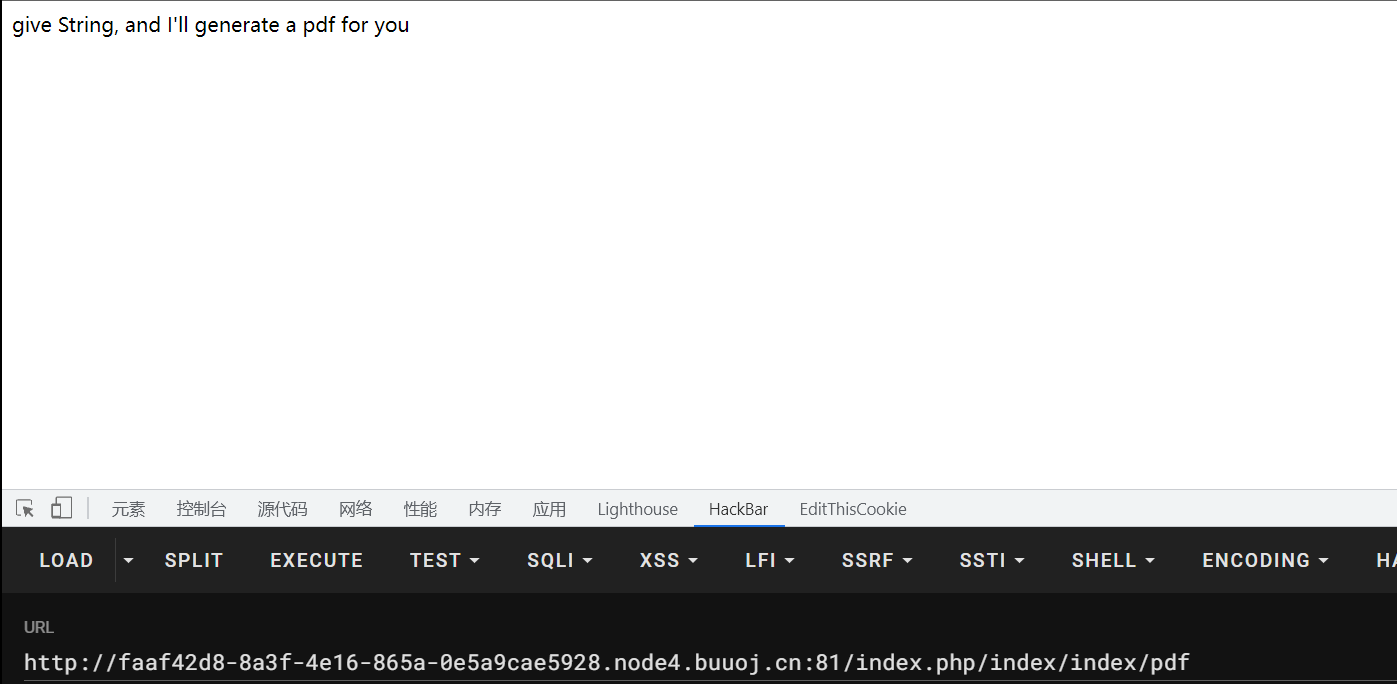 give String, and I'll generate a pdf for you
元素 控制台 源代码 网络 性能 内存 应用 Lighthouse HackBar EditThisCookie
LOAD SPLIT EXECUTE TEST SQLI XSS LFI SSRF SSTI SHELL ENCODING HA
URL
http://faaf42d8-8a3f-4e16-865a-0e5a9cae5928.node4.buuoj.cn:81/index.php/index/index/pdf